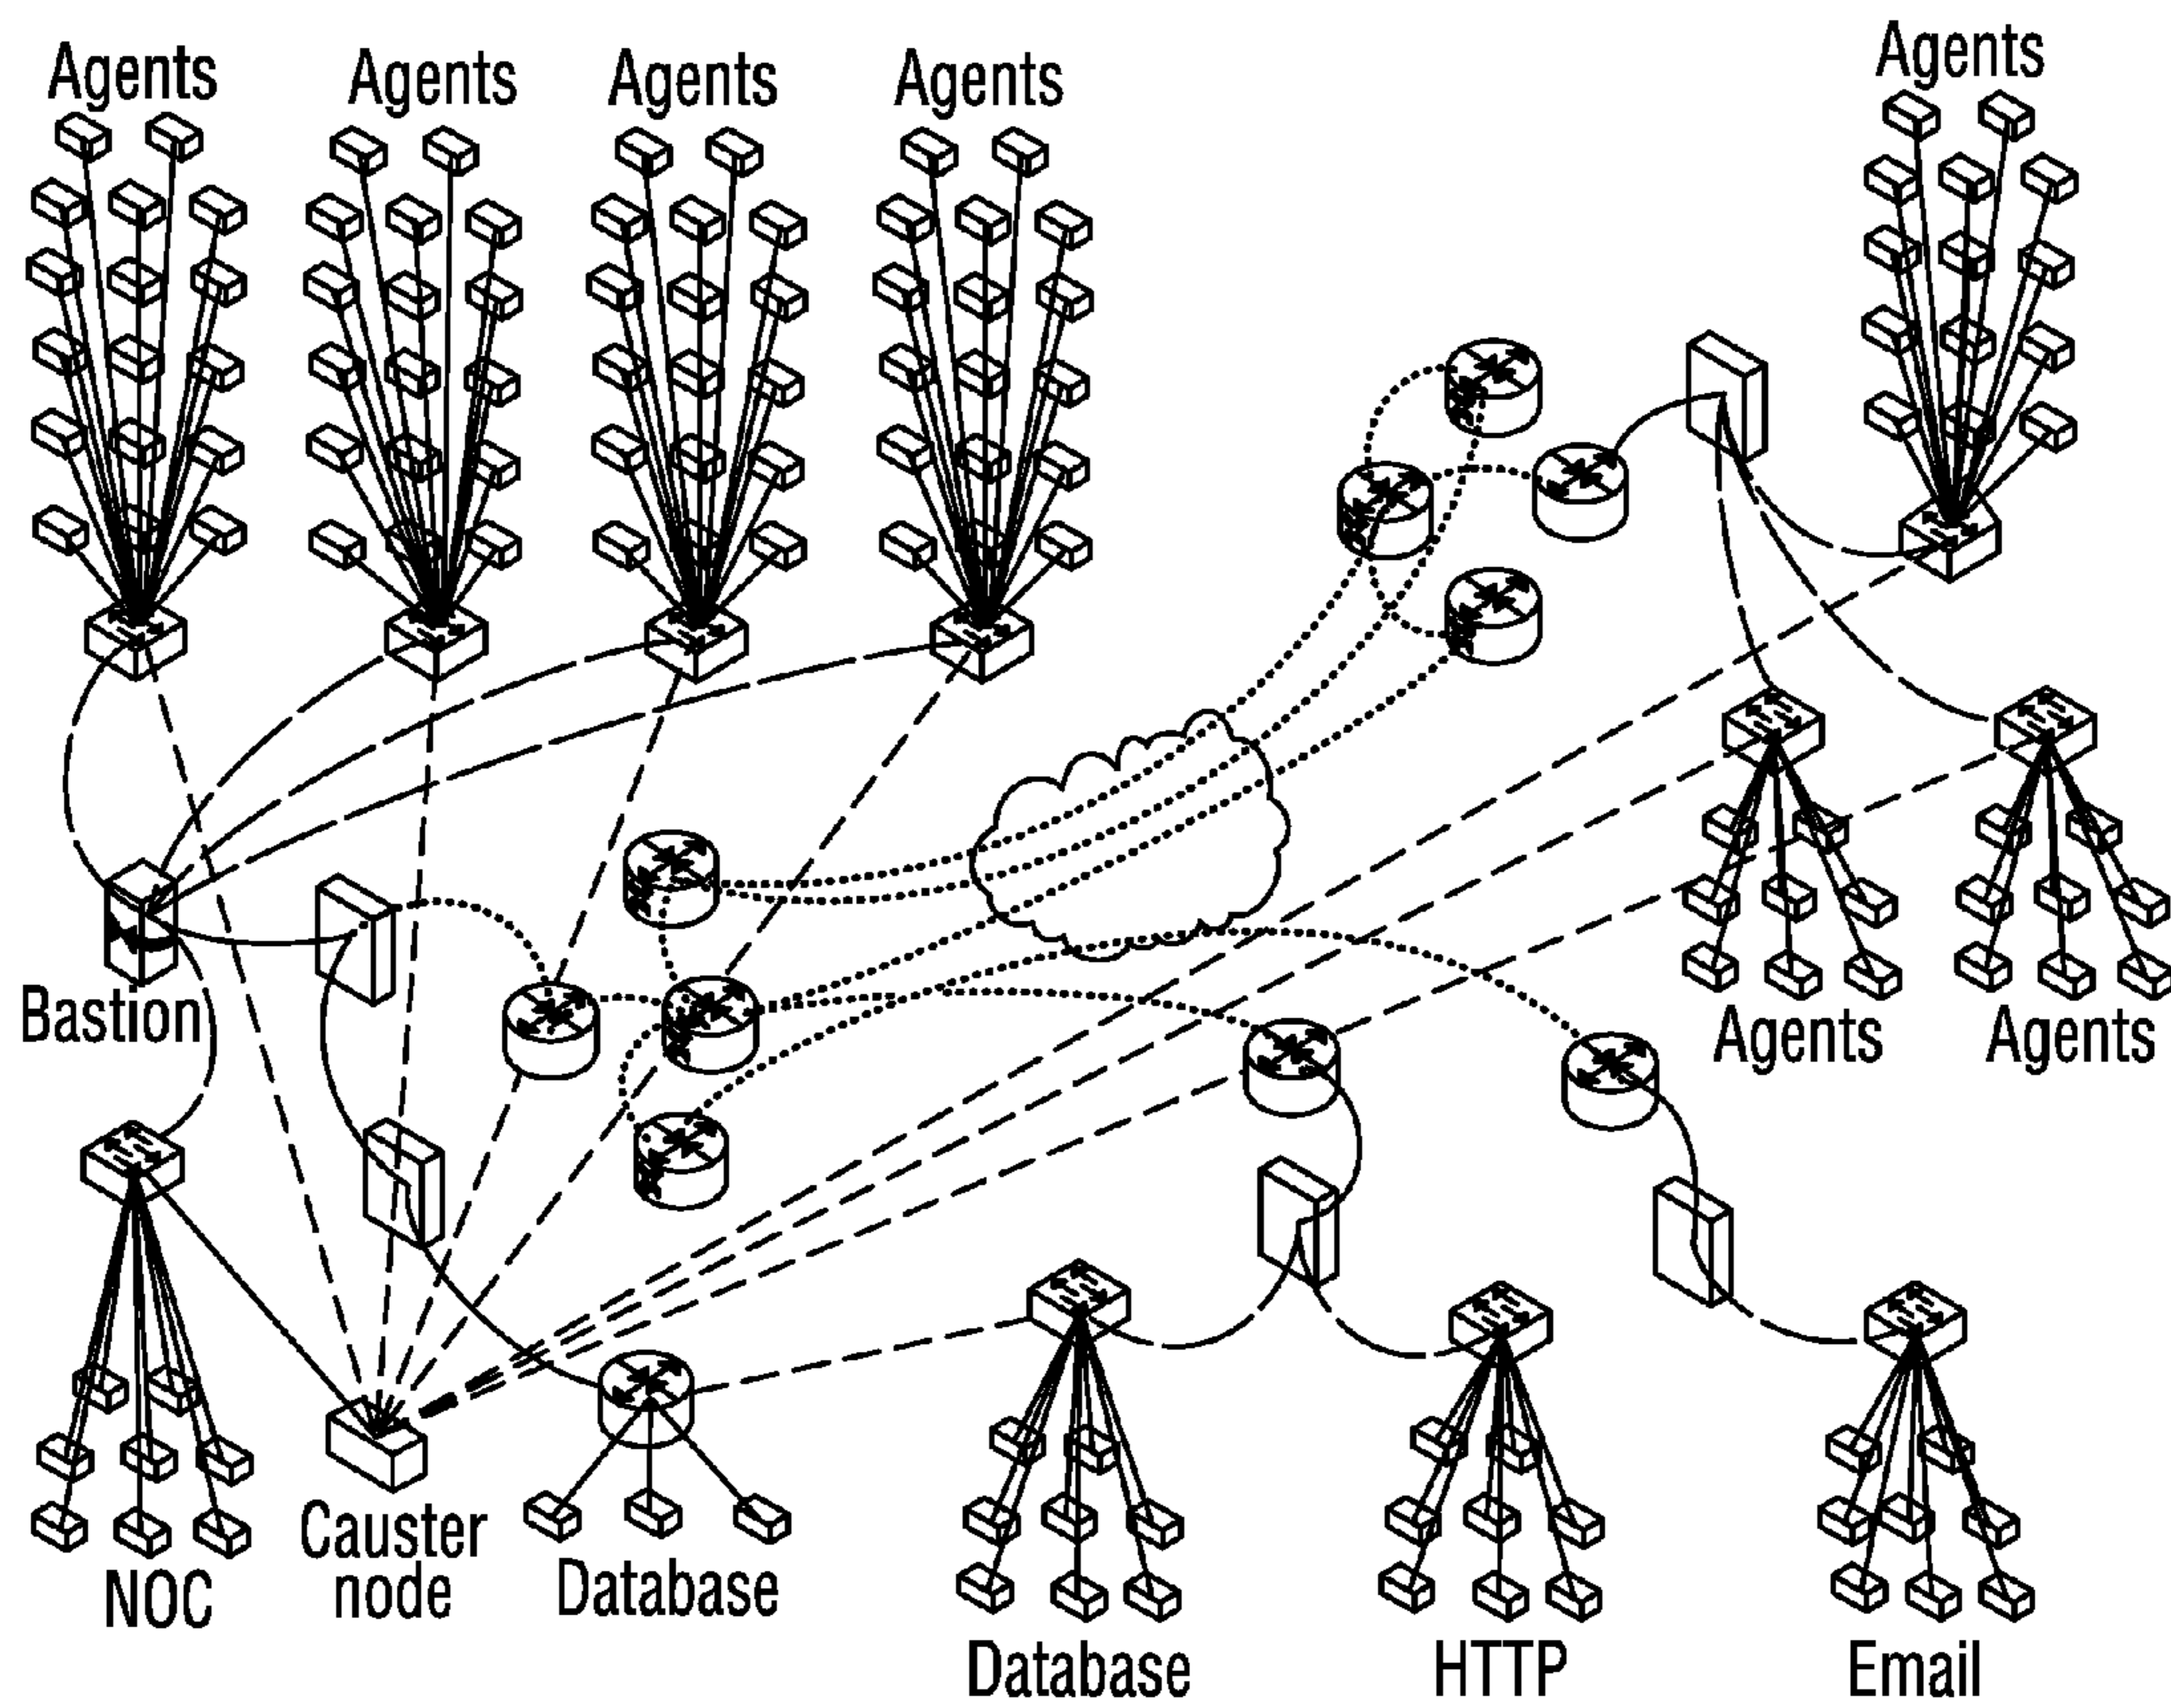 Agents
Agents
Agents
Agents
Agents
Bastion
Agents
Agents
NOC
Causter
node
Database
Database
HTTP
Email